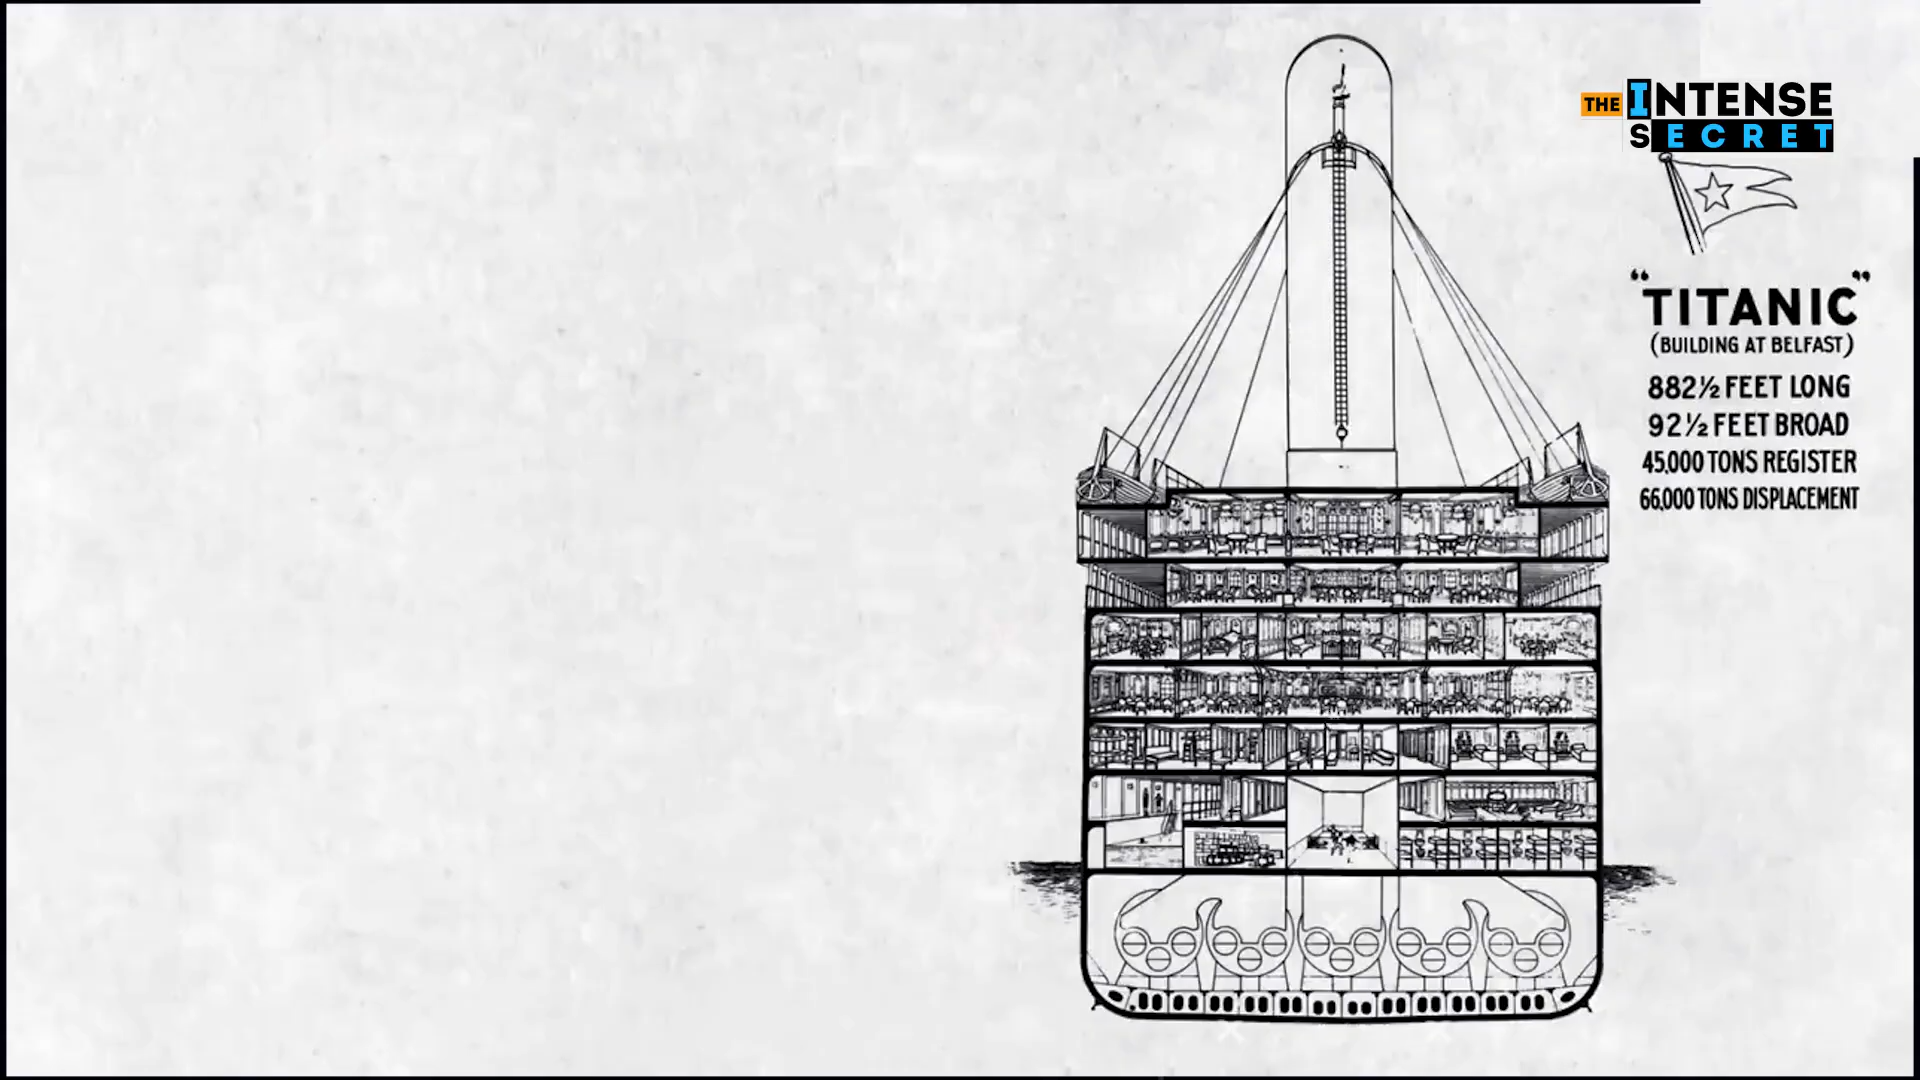 THE INTENSE
SECRET
"TITANIC"
(BUILDING AT BELFAST)
882½ FEET LONG
92½ FEET BROAD
45,000 TONS REGISTER
66,000 TONS DISPLACEMENT